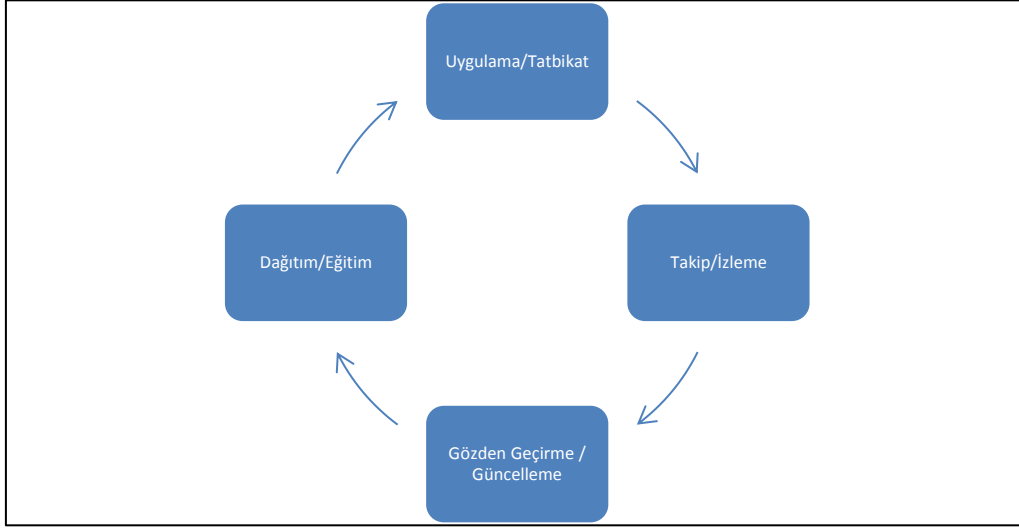 Uygulama/Tatbikat
Dağıtım/Eğitim
Takip/İzleme
Gözden Geçirme /
Güncelleme